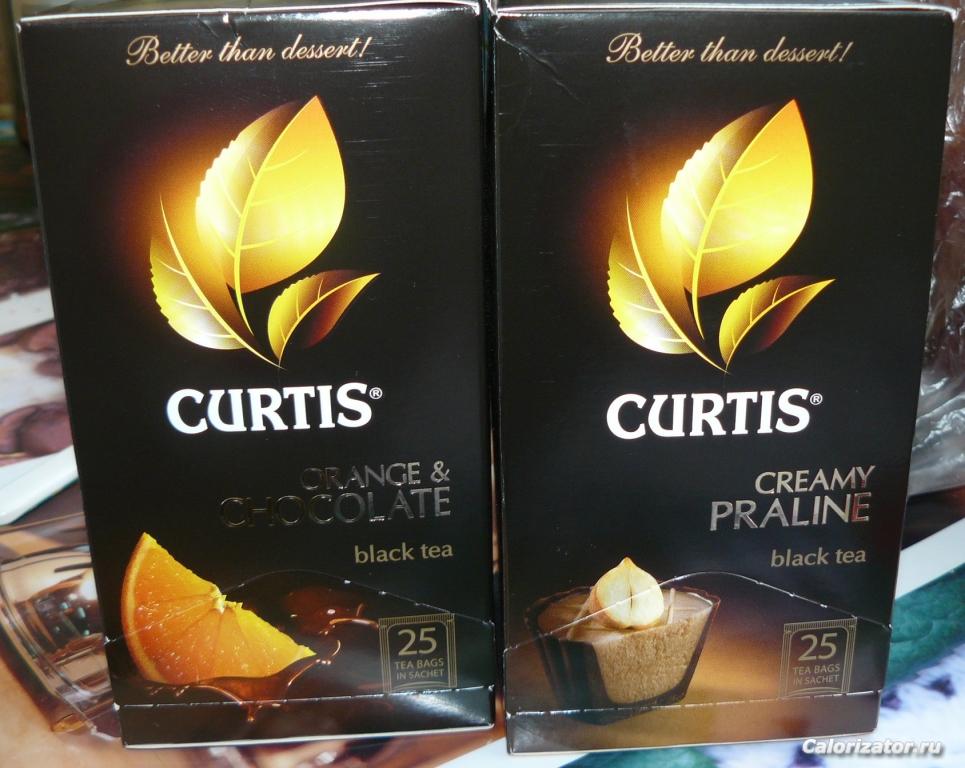 Better than dessert!
CURTIS®
ORANGE &
CHOCOLATE
black tea
25
TEA BAGS
IN SACHET
Better than dessert!
CURTIS®
CREAMY
PRALINE
black tea
25
TEA BAGS
IN SACHET
Calorizator.ru